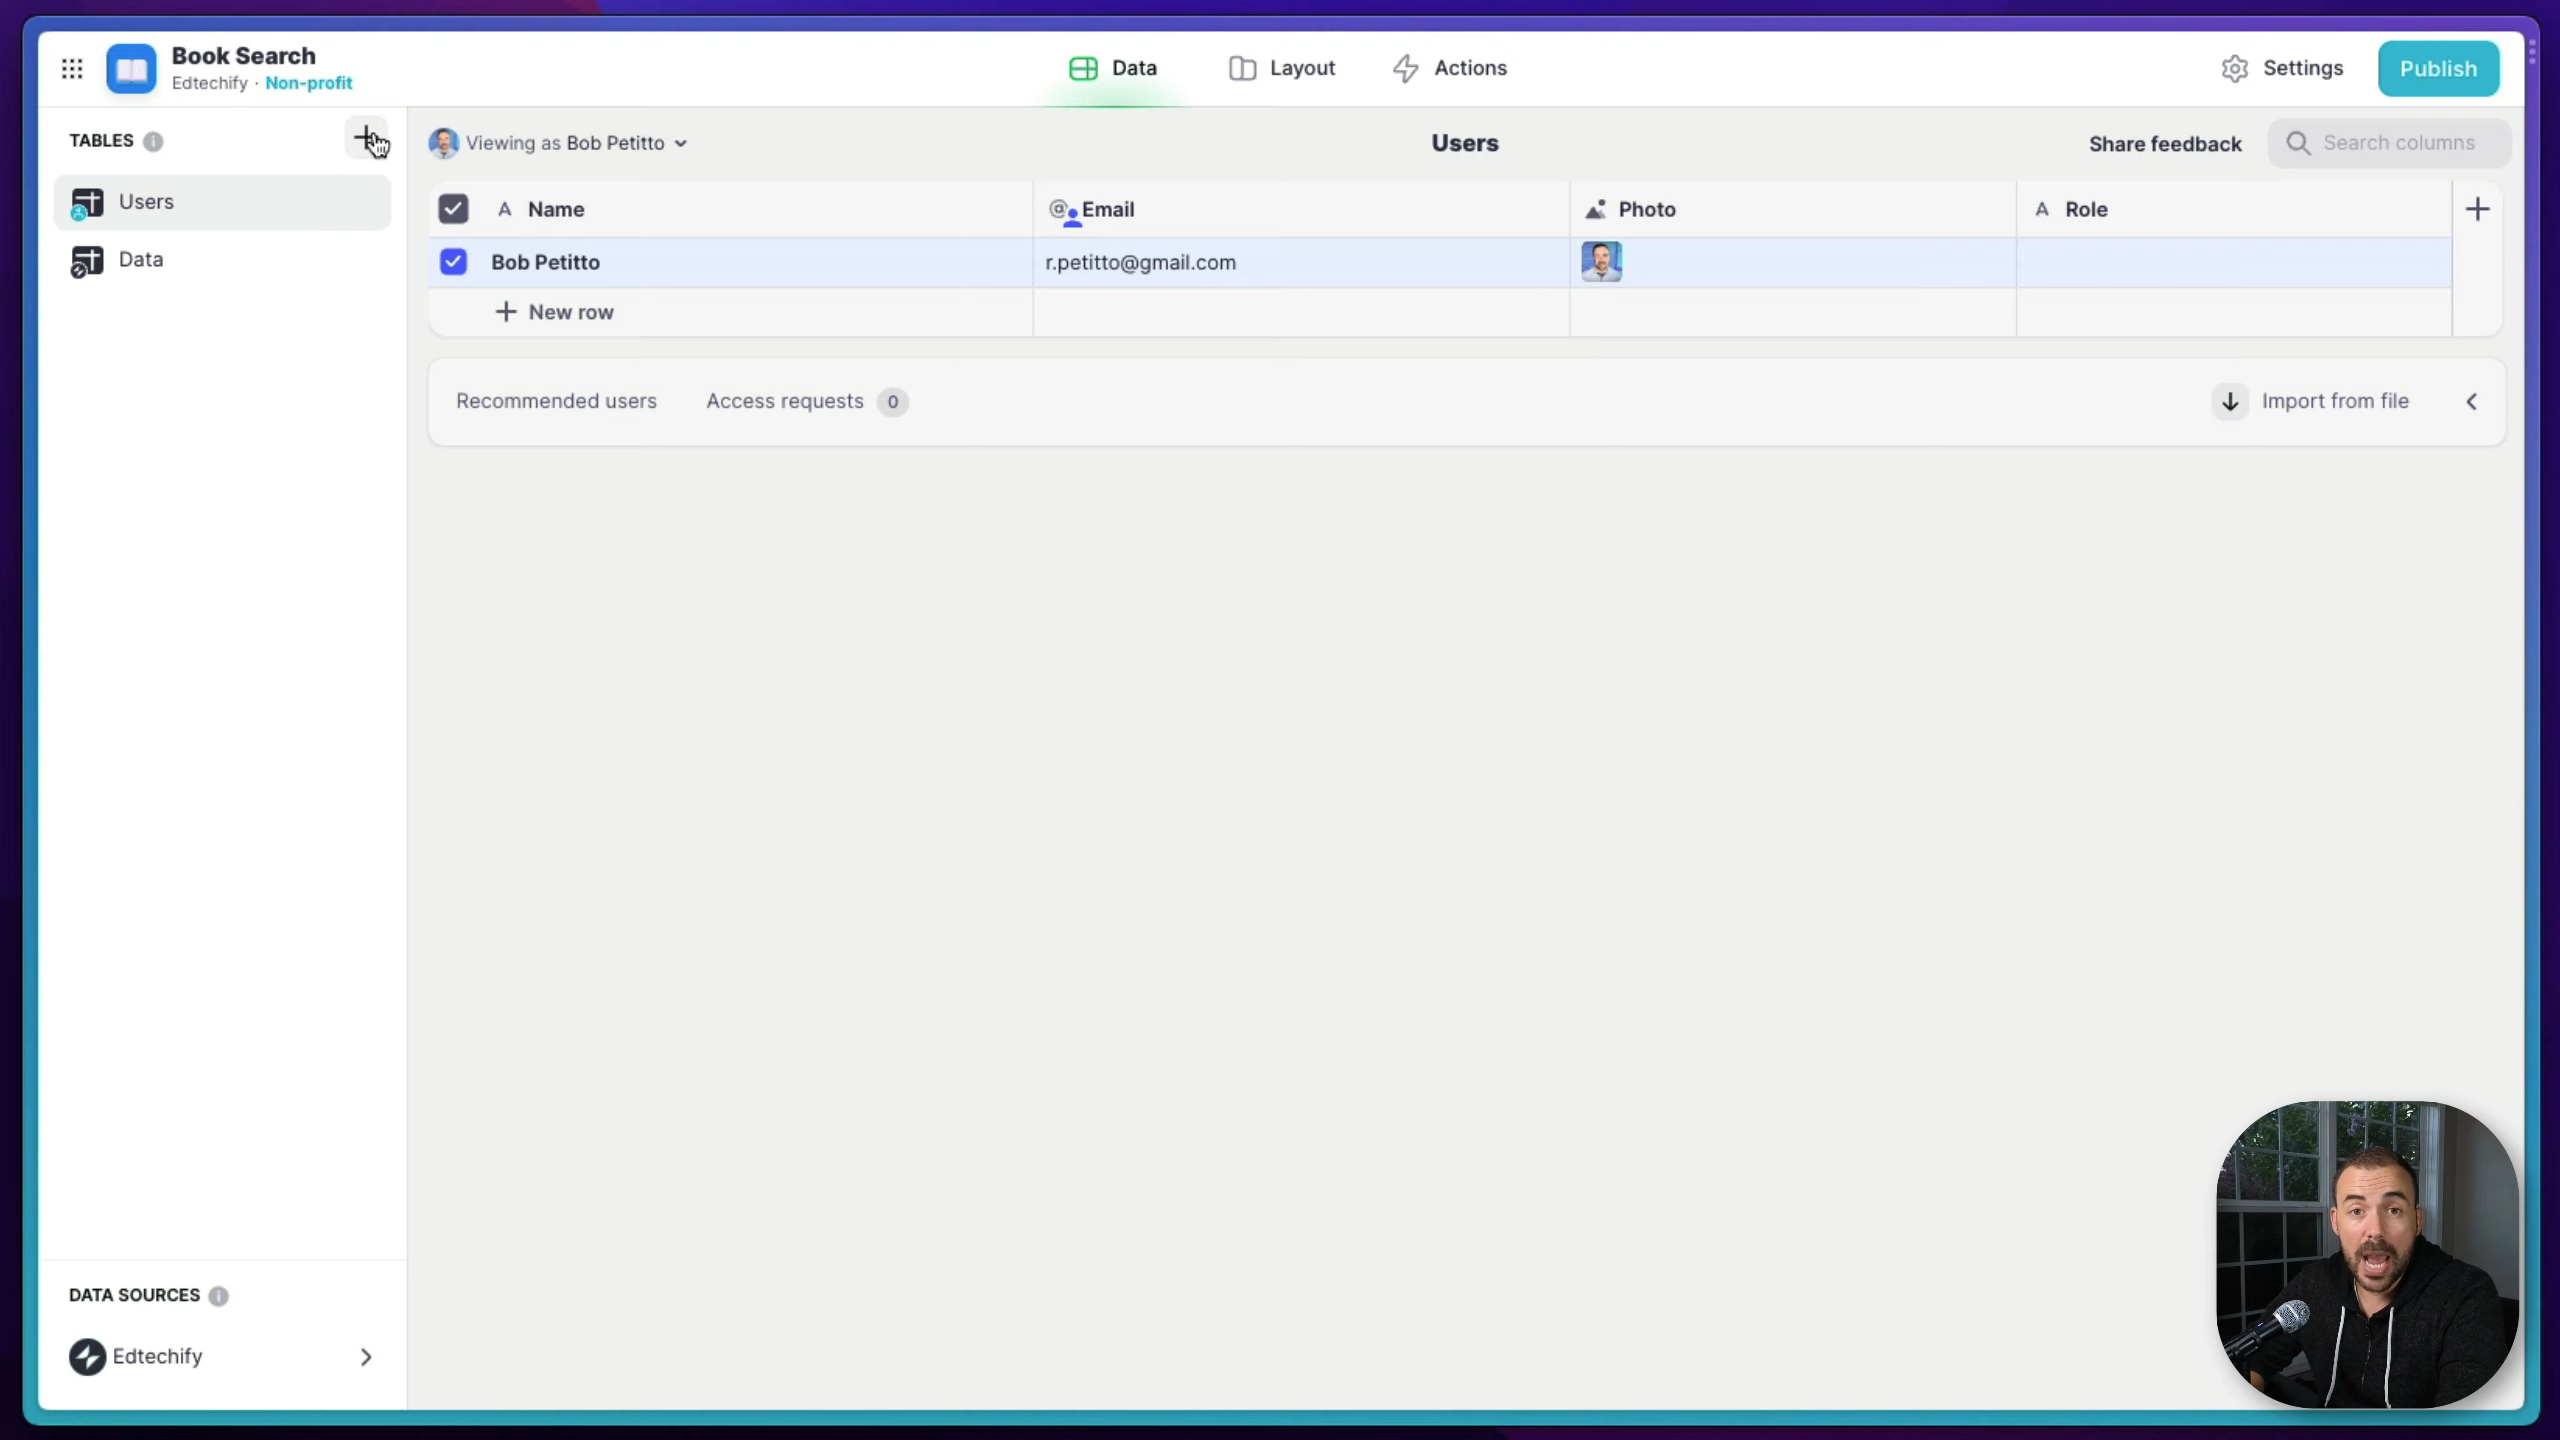 Book Search
Edtechify · Non-profit
Data
Layout
Actions
Settings
Publish
TABLES
Users
Data
Viewing as Bob Petitto
Users
Share feedback
Search columns
Name
Email
Photo
Role
Bob Petitto
r.petitto@gmail.com
New row
Recommended users
Access requests 0
Import from file
DATA SOURCES
Edtechify